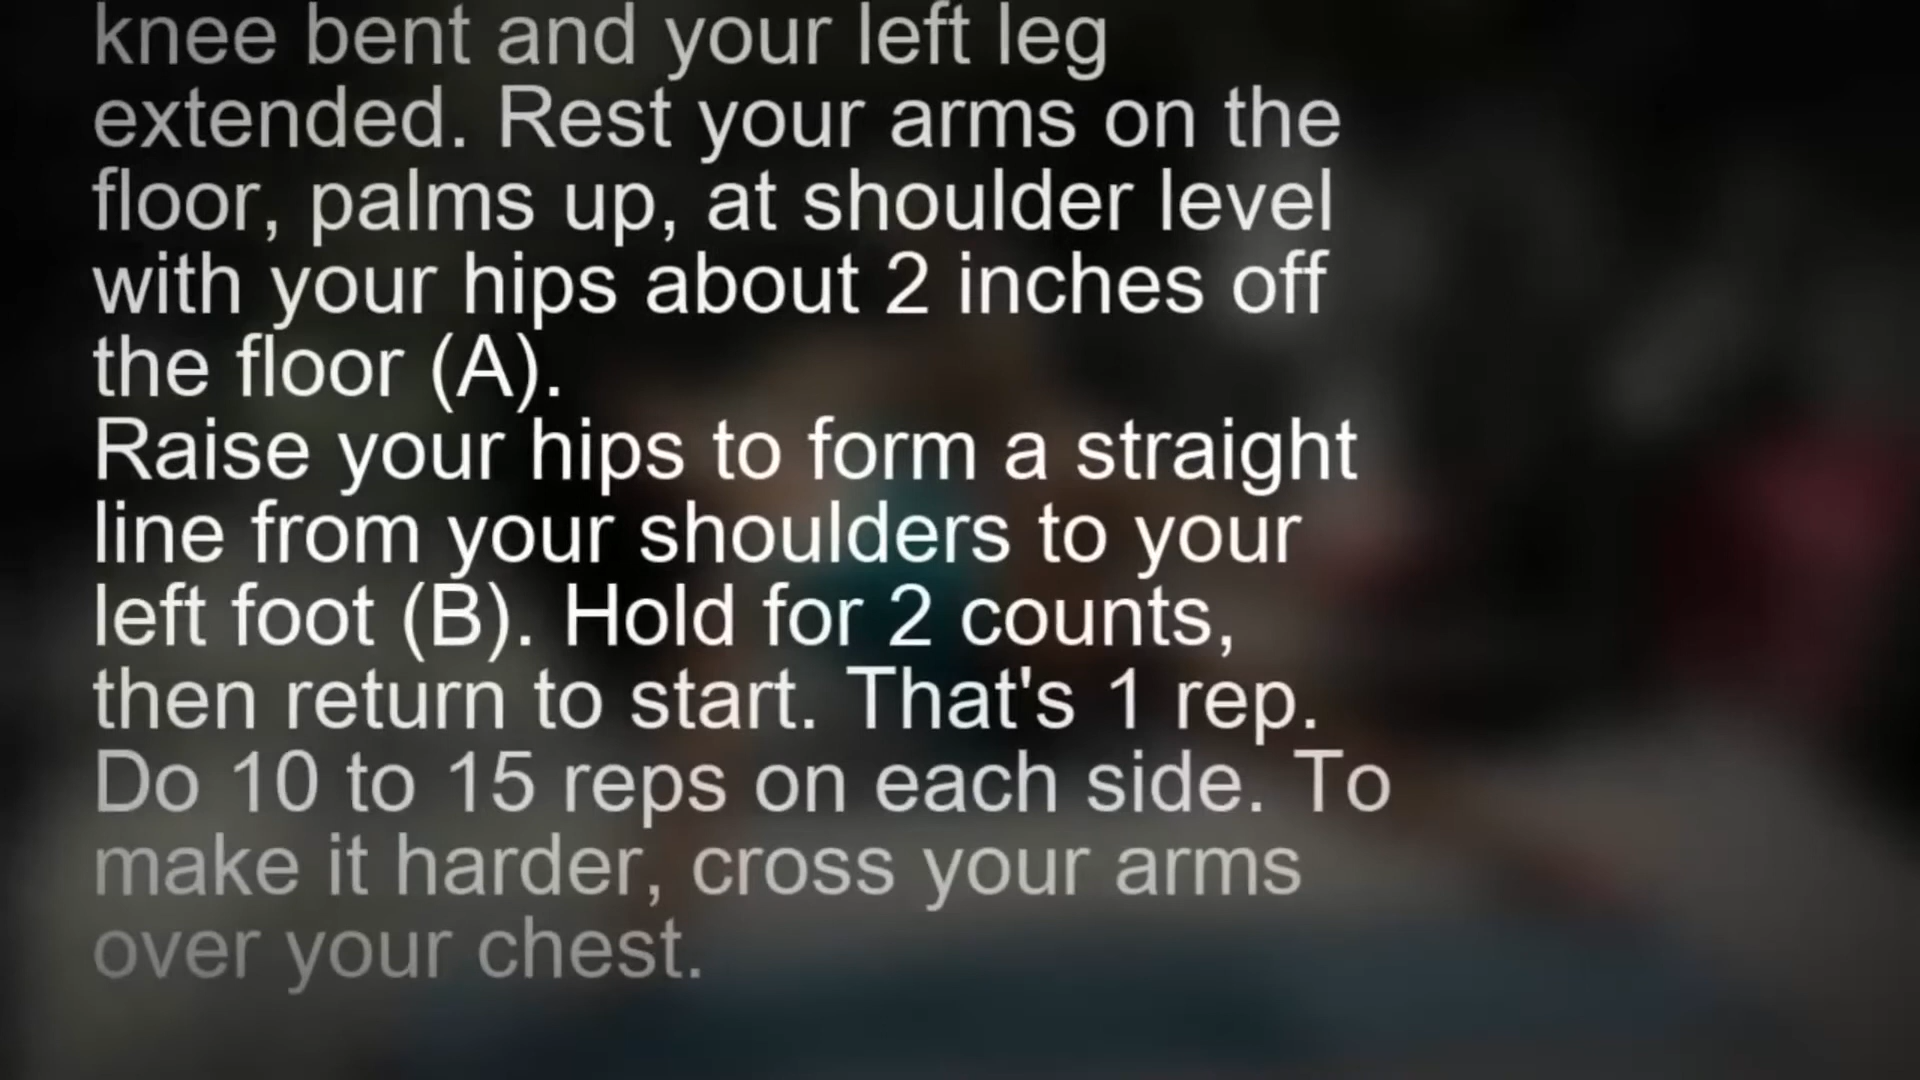 knee bent and your left leg
extended. Rest your arms on the
floor, palms up, at shoulder level
with your hips about 2 inches off
the floor (A).
Raise your hips to form a straight
line from your shoulders to your
left foot (B). Hold for 2 counts,
then return to start. That's 1 rep.
Do 10 to 15 reps on each side. To
make it harder, cross your arms
over your chest.